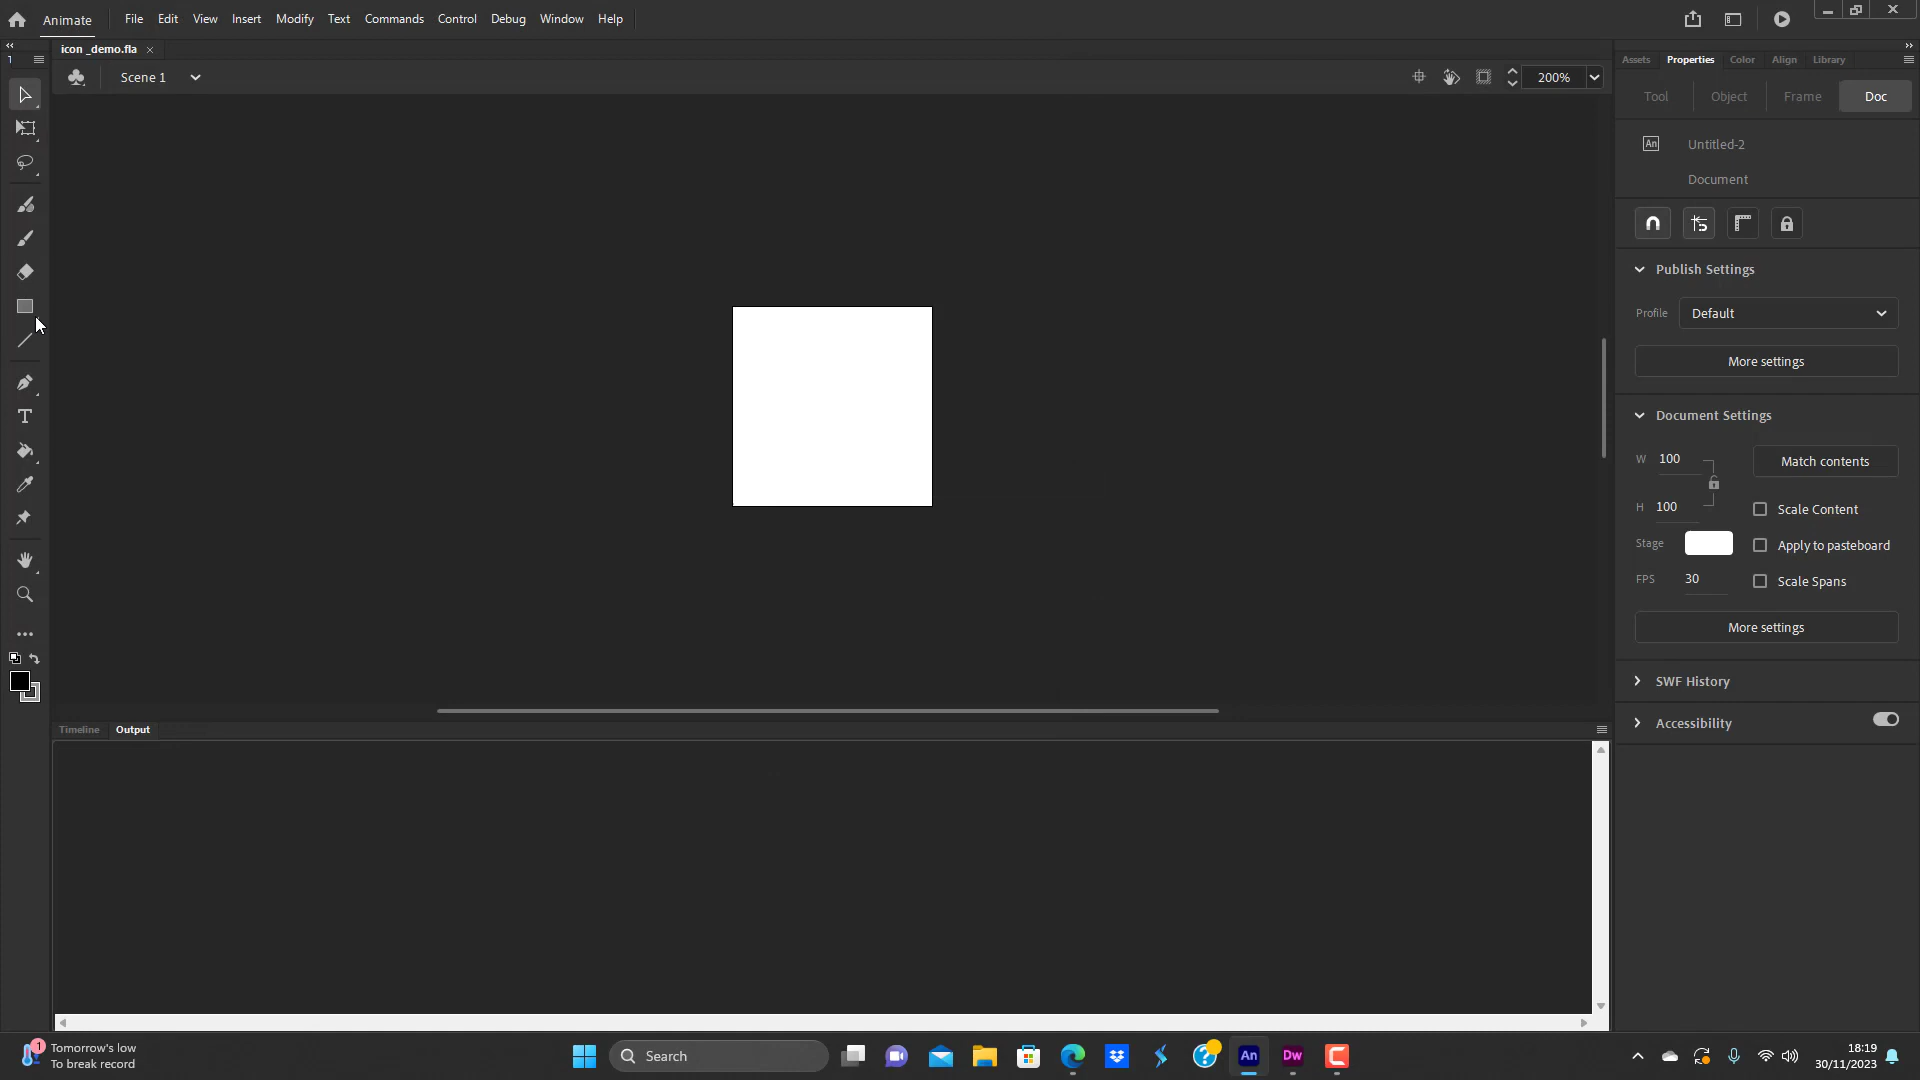 Animate File Edit View Insert Modify Text Commands Control Debug Window Help
icon _demo.fla
Scene 1 200%
Assets Properties Color Align Library
Tool Object Frame Doc
An Untitled-2
Document
Publish Settings
Profile Default
More settings
Document Settings
W 100 Match contents
H 100 Scale Content
Stage Apply to pasteboard
FPS 30 Scale Spans
More settings
SWF History
Accessibility
Timeline Output
1 Tomorrow's low
To break record
Search
An Dw
18:19
30/11/2023